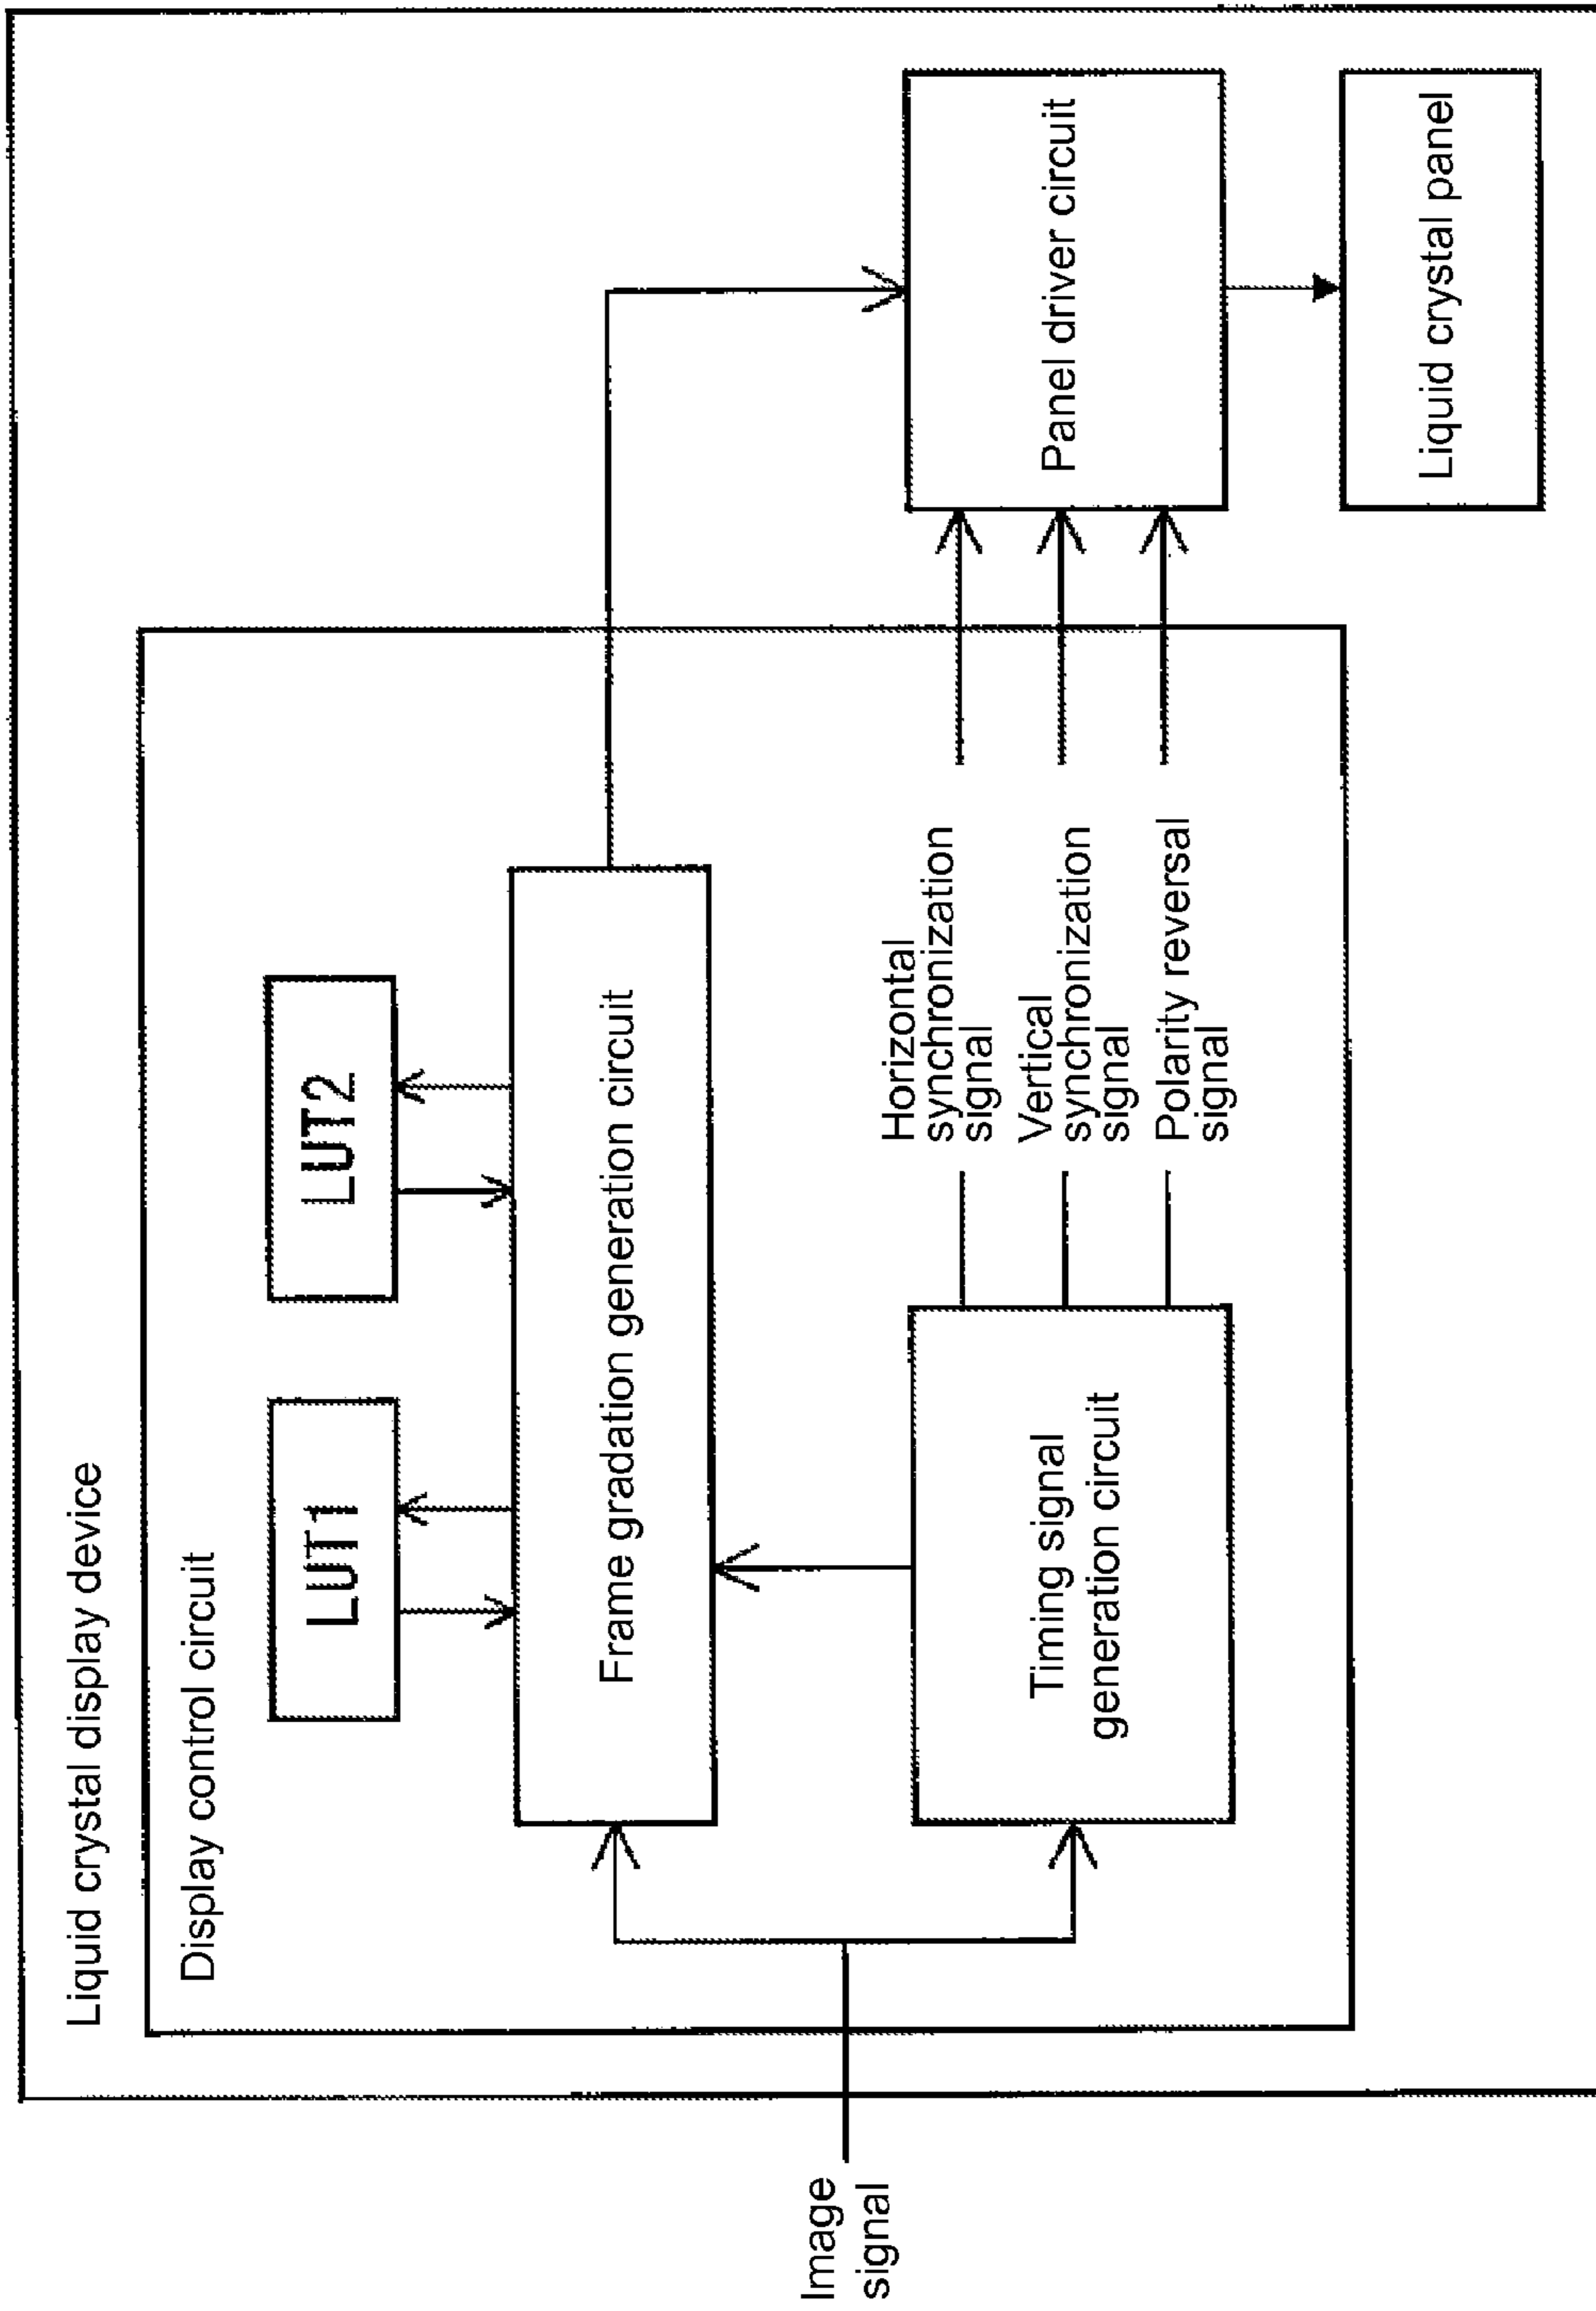 Liquid crystal display device
Display control circuit
LUT1
LUT2
Frame gradation generation circuit
Image
signal
Timing signal
generation circuit
Horizontal
synchronization
signal
Vertical
synchronization
signal
Polarity reversal
signal
Panel driver circuit
Liquid crystal panel